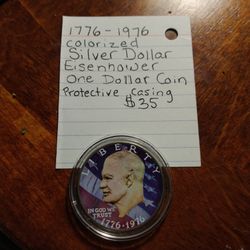 1776-1976
Colorized
Silver Dollar
Eisenhower
One Dollar Coin
Protective Casing
$35
LIBERTY
IN GOD WE
TRUST
1776-1976